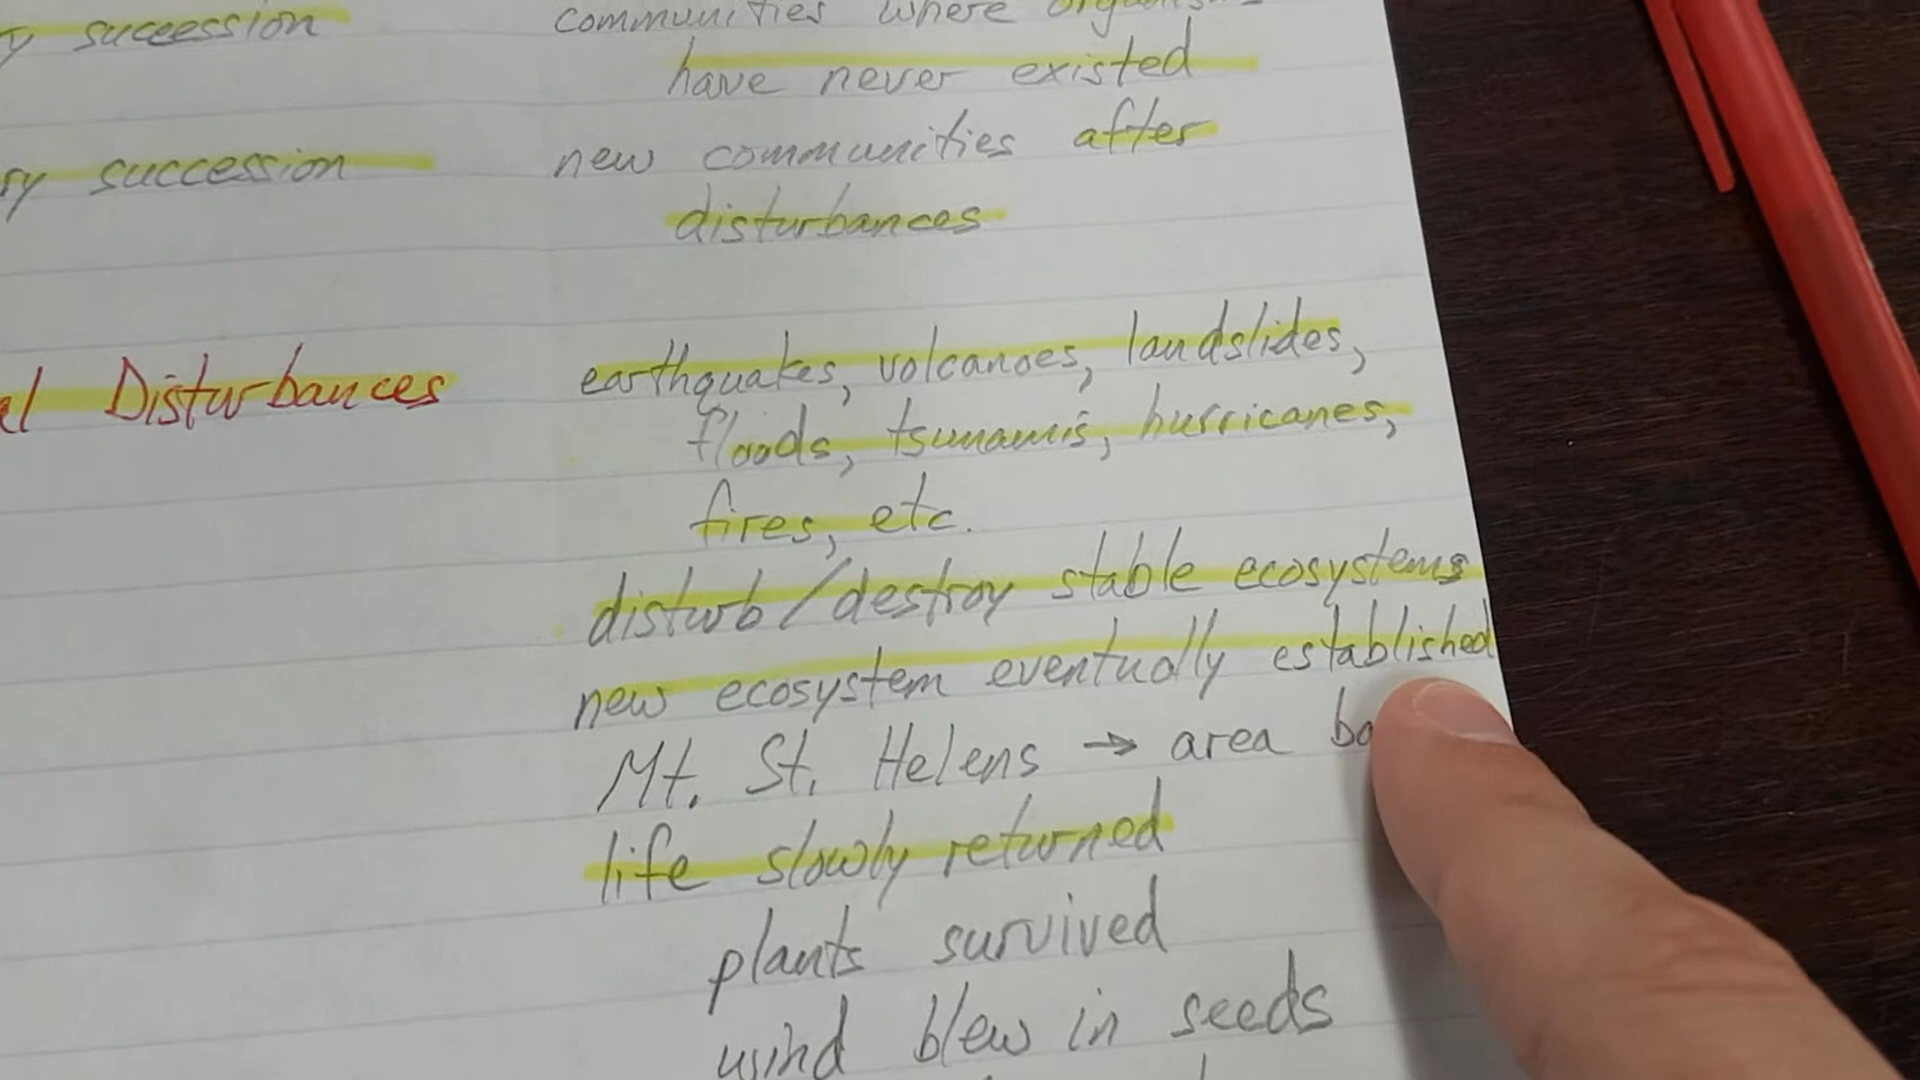 succession communities where
have never existed
succession new communities after
disturbances
Disturbances earthquakes, volcanoes, landslides,
floods, tsunamis, hurricanes,
fires, etc.
disturb/destroy stable ecosystems
new ecosystem eventually established
Mt. St. Helens → area
life slowly returned
plants survived
wind blew in seeds